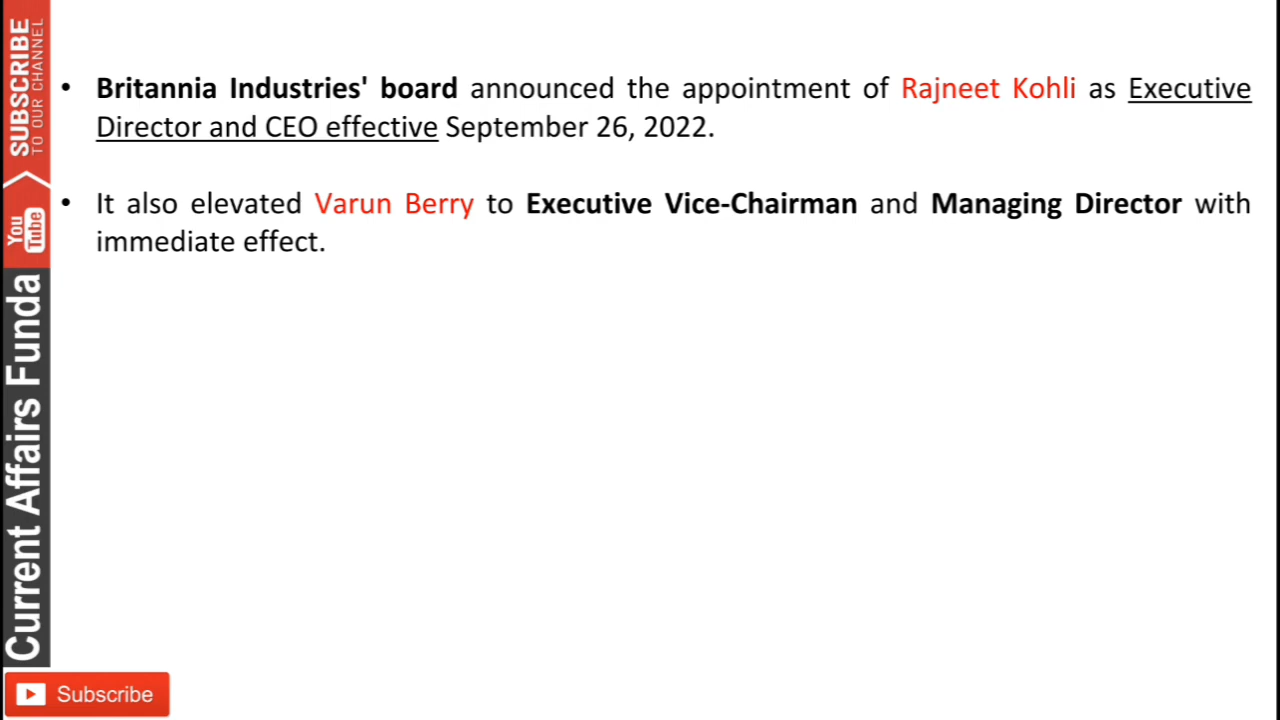 • Britannia Industries' board announced the appointment of Rajneet Kohli as Executive
Director and CEO effective September 26, 2022.
• It also elevated Varun Berry to Executive Vice-Chairman and Managing Director with
immediate effect.
SUBSCRIBE
TO OUR CHANNEL
You
Tube
Current Affairs Funda
Subscribe